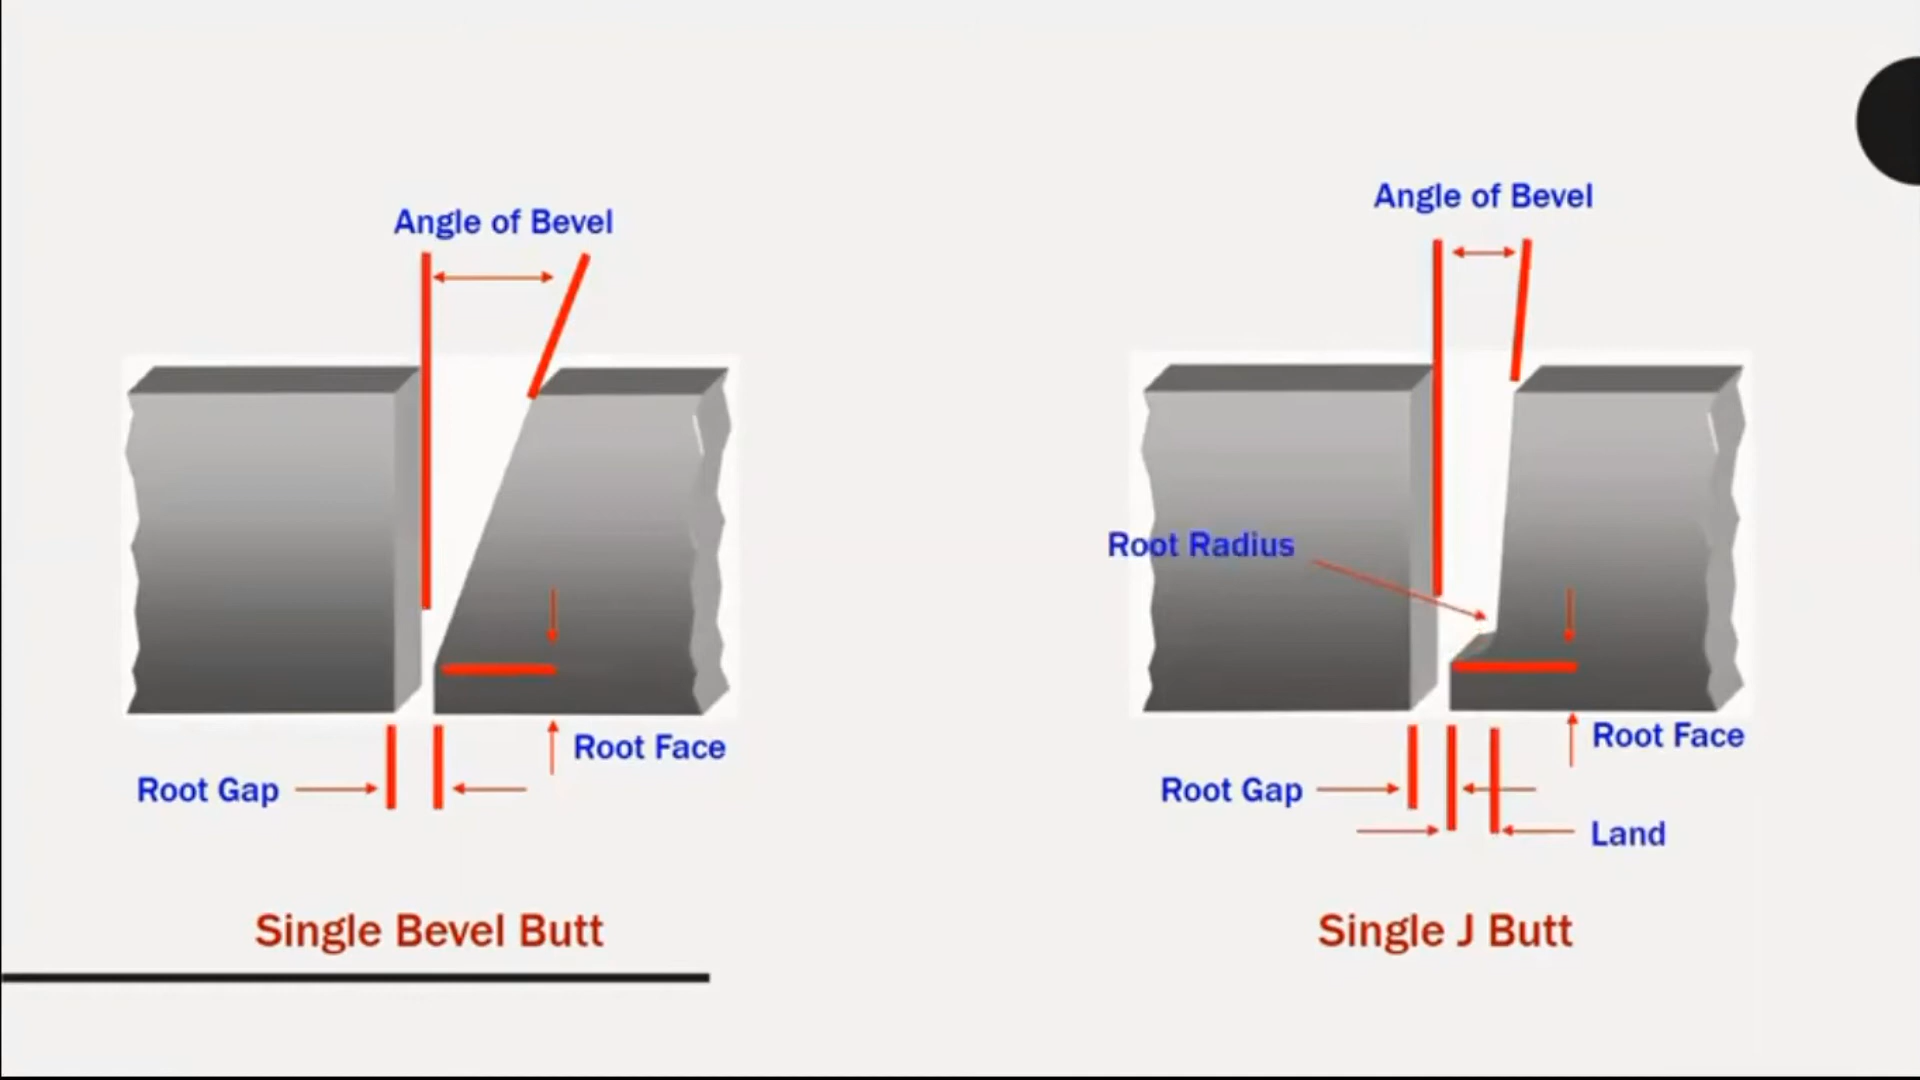 Angle of Bevel
Root Face
Root Gap
Single Bevel Butt
Angle of Bevel
Root Radius
Root Face
Root Gap
Land
Single J Butt